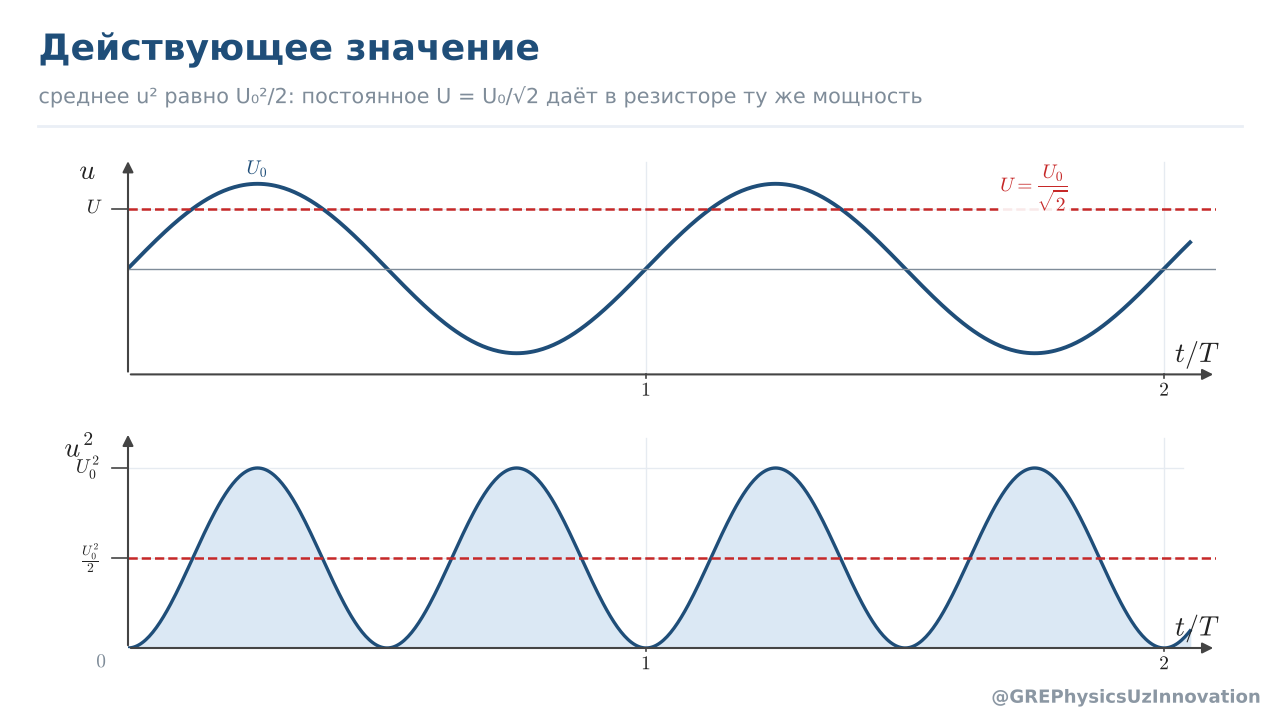 Действующее значение
среднее u² равно U₀²/2: постоянное U = U₀/√2 даёт в резисторе ту же мощность
u
U₀
U = U₀/√2
U
t/T
1
2
u²
U₀²
U₀²/2
t/T
0
1
2
@GREPhysicsUzInnovation